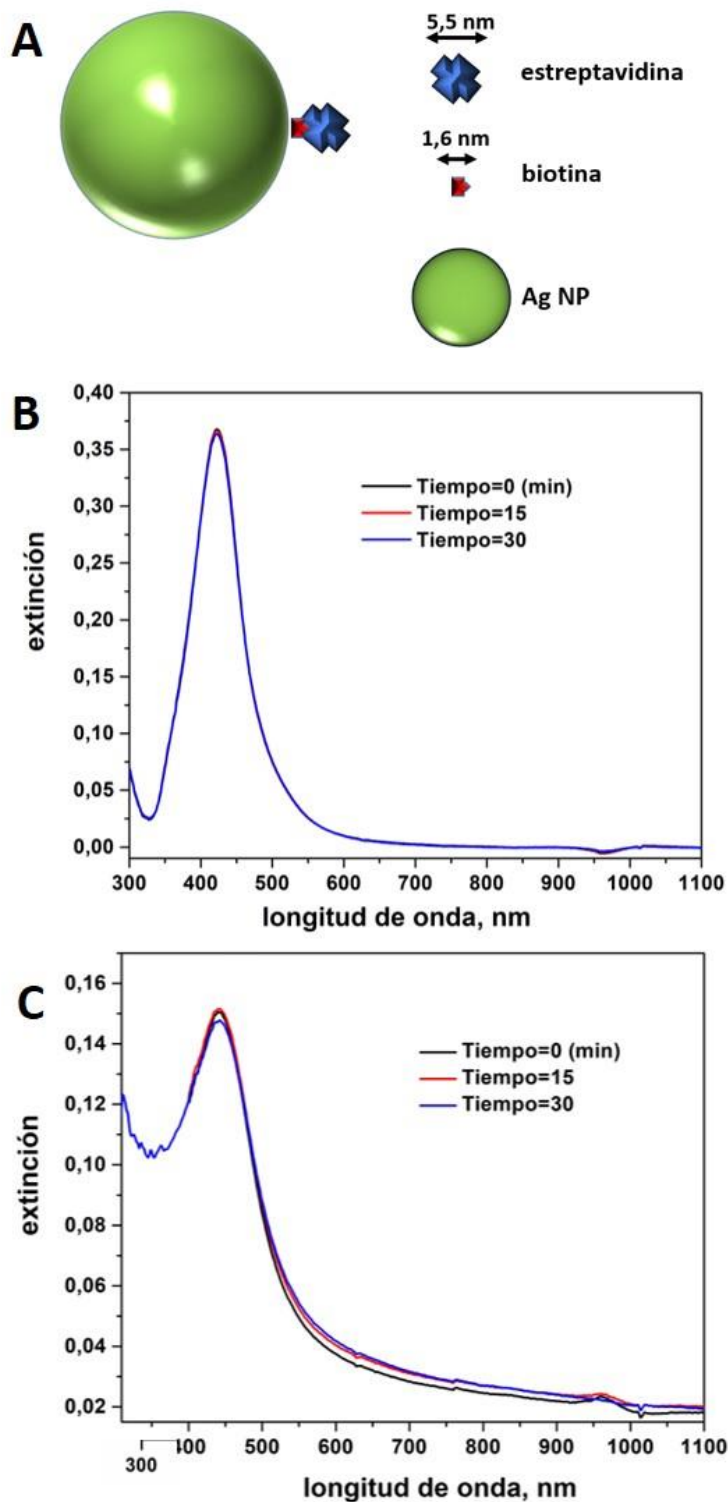 A
5,5 nm
estreptavidina
1,6 nm
biotina
Ag NP
B
0,40
0,35
0,30
0,25
0,20
0,15
0,10
0,05
0,00
extinción
Tiempo=0 (min)
Tiempo=15
Tiempo=30
300 400 500 600 700 800 900 1000 1100
longitud de onda, nm
C
0,16
0,14
0,12
0,10
0,08
0,06
0,04
0,02
extinción
Tiempo=0 (min)
Tiempo=15
Tiempo=30
300 400 500 600 700 800 900 1000 1100
longitud de onda, nm